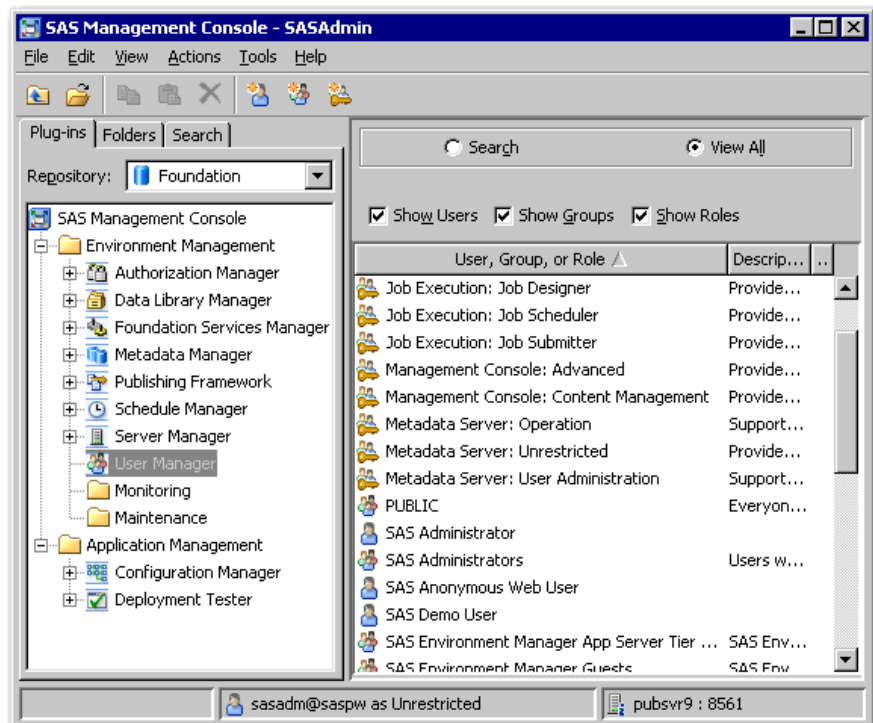 SAS Management Console - SASAdmin
File Edit View Actions Tools Help
Plug-ins Folders Search
Repository: Foundation
SAS Management Console
Environment Management
Authorization Manager
Data Library Manager
Foundation Services Manager
Metadata Manager
Publishing Framework
Schedule Manager
Server Manager
User Manager
Monitoring
Maintenance
Application Management
Configuration Manager
Deployment Tester
Search View All
Show Users Show Groups Show Roles
User, Group, or Role Descrip... ..
Job Execution: Job Designer Provide...
Job Execution: Job Scheduler Provide...
Job Execution: Job Submitter Provide...
Management Console: Advanced Provide...
Management Console: Content Management Provide...
Metadata Server: Operation Support...
Metadata Server: Unrestricted Provide...
Metadata Server: User Administration Support...
PUBLIC Everyon...
SAS Administrator
SAS Administrators Users w...
SAS Anonymous Web User
SAS Demo User
SAS Environment Manager App Server Tier ... SAS Env...
SAS Environment Manager Guests SAS Env
sasadm@saspw as Unrestricted pubsvr9 : 8561